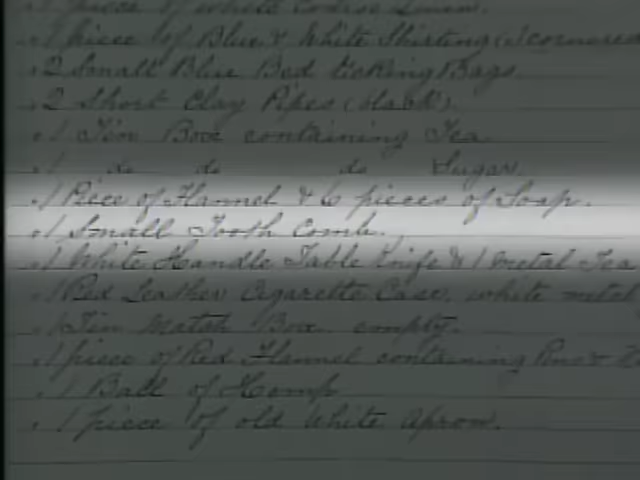 1 piece of white coarse linen.
1 piece of Blue & White Shirting (3 cornered
2 Small Blue Bed ticking Bags
2 Short Clay Pipes (black)
1 Tin Box containing Tea
1 do do do Sugar
1 Piece of Flannel & 6 pieces of Soap.
1 Small Tooth Comb.
1 White Handle Table Knife & 1 metal Tea
1 Red Leather Cigarette Case, white metal
1 Tin Match Box. empty.
1 piece of Red Flannel containing Pins &
1 Ball of Hemp
1 piece of old White Apron.